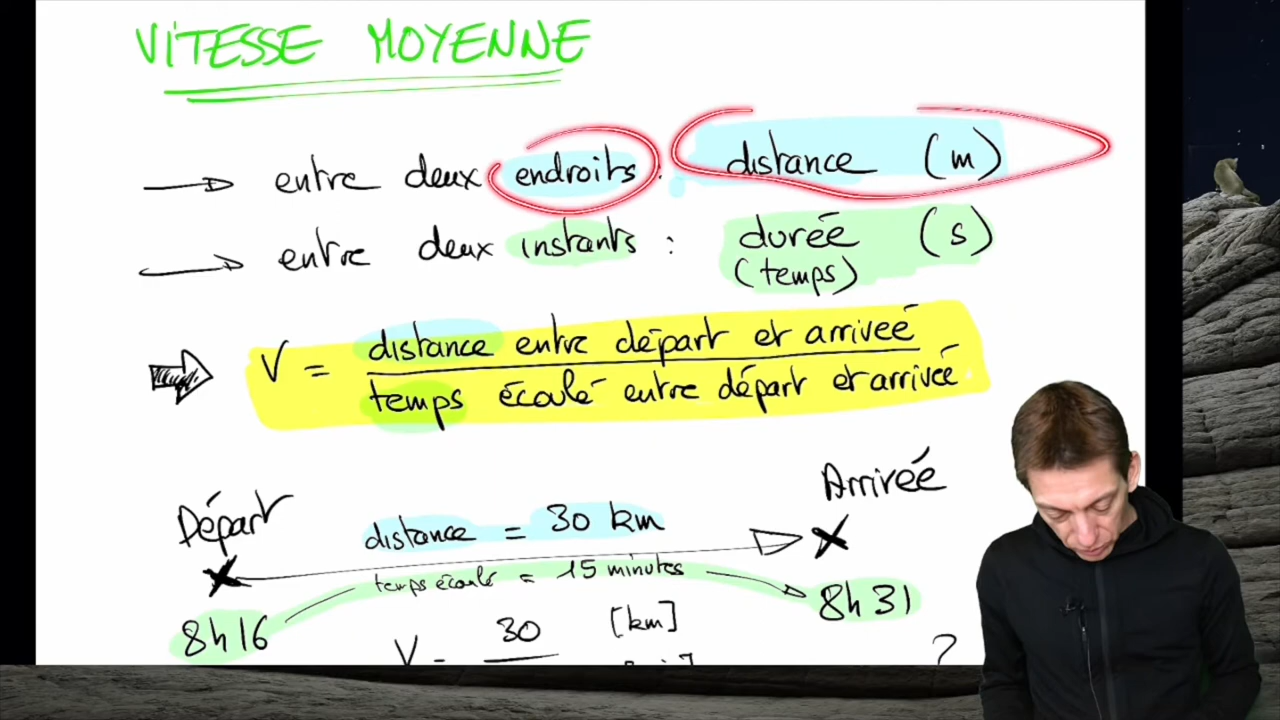 VITESSE MOYENNE
entre deux endroits : distance (m)
entre deux instants : durée (s)
(temps)
V = distance entre départ et arriveé
temps écoulé entre départ et arrivée
Départ
Arrivée
distance = 30 km
temps écoulé = 15 minutes
8h16
8h31
V = 30 [km]
?